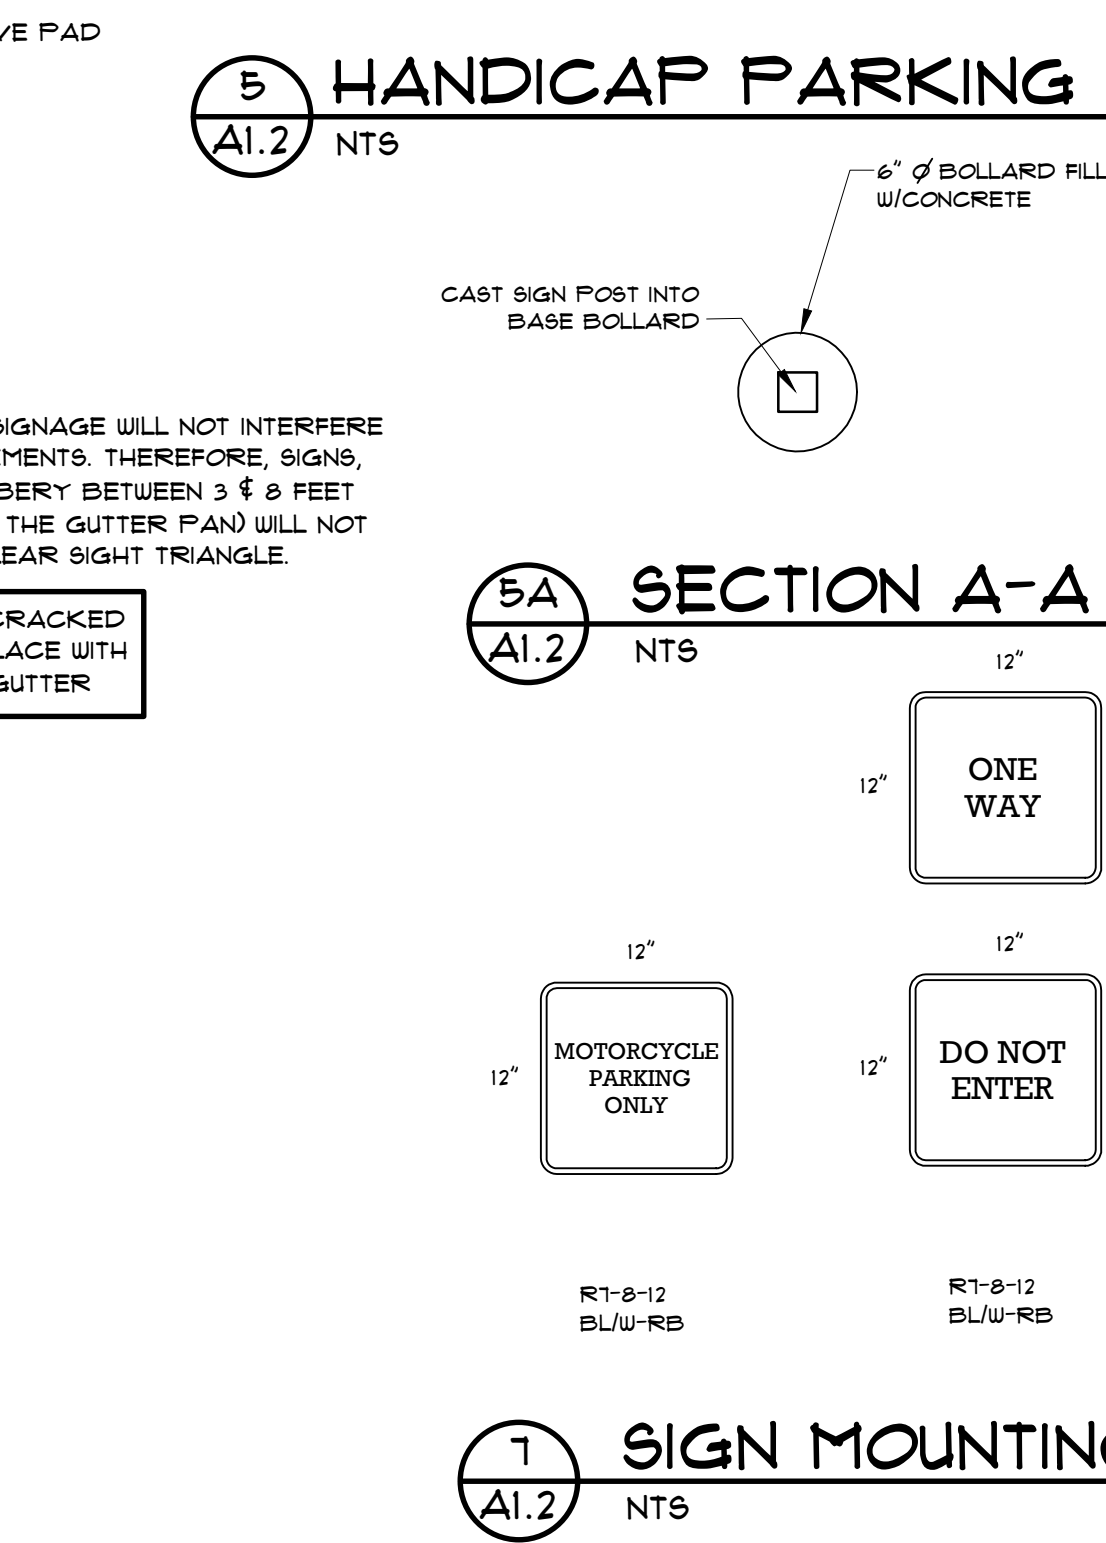 PAD
5
A1.2
HANDICAP PARKING
NTS
6" Ø BOLLARD FILL
W/CONCRETE
CAST SIGN POST INTO
BASE BOLLARD
SIGNAGE WILL NOT INTERFERE
EMENTS. THEREFORE, SIGNS,
BERY BETWEEN 3 & 8 FEET
THE GUTTER PAN) WILL NOT
LEAR SIGHT TRIANGLE.
CRACKED
LACE WITH
GUTTER
5A
A1.2
SECTION A-A
NTS
12"
12"
ONE
WAY
12"
12"
MOTORCYCLE
PARKING
ONLY
12"
12"
DO NOT
ENTER
R7-8-12
BL/W-RB
R7-8-12
BL/W-RB
7
A1.2
SIGN MOUNTING
NTS